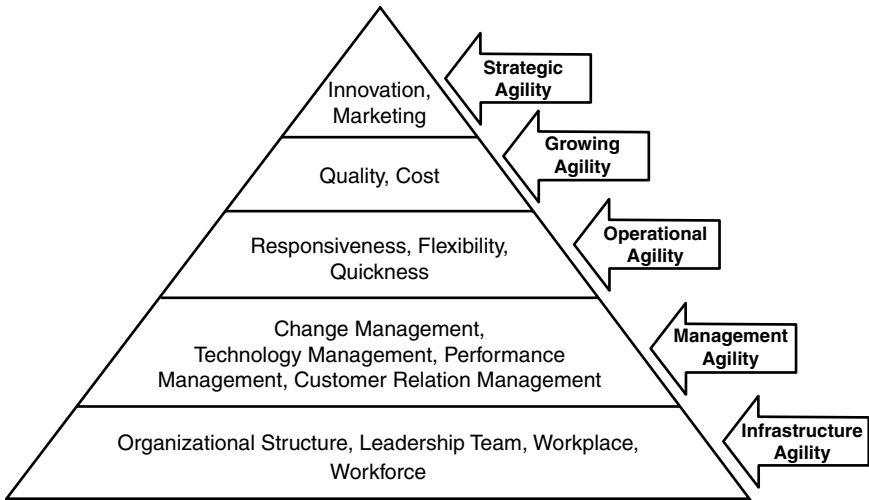 Innovation,
Marketing
Strategic
Agility
Quality, Cost
Growing
Agility
Responsiveness, Flexibility,
Quickness
Operational
Agility
Change Management,
Technology Management, Performance
Management, Customer Relation Management
Management
Agility
Organizational Structure, Leadership Team, Workplace,
Workforce
Infrastructure
Agility